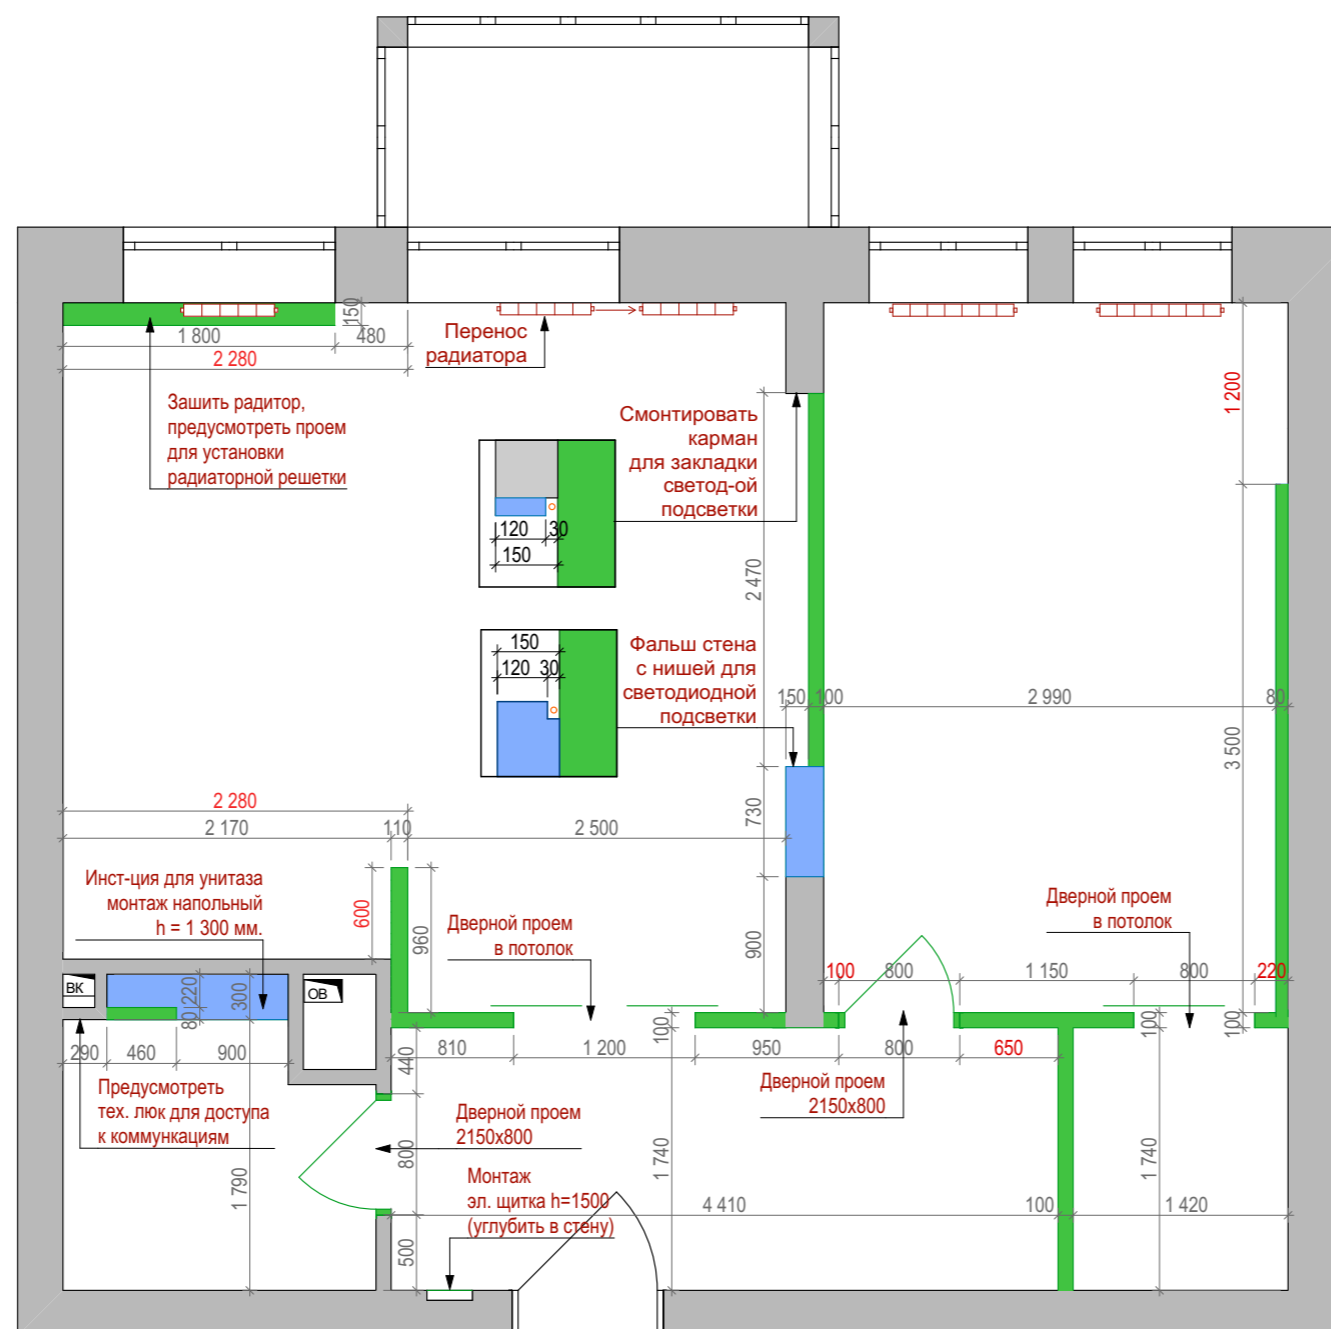 150
1 800
480
2 280
Перенос
радиатора
Зашить радитор,
предусмотреть проем
для установки
радиаторной решетки
Смонтировать
карман
для закладки
светод-ой
подсветки
1 200
120
30
150
2 470
150
120
30
Фальш стена
с нишей для
светодиодной
подсветки
150
100
2 990
80
3 500
2 280
2 170
110
2 500
730
Инст-ция для унитаза
монтаж напольный
h = 1 300 мм.
600
960
Дверной проем
в потолок
900
Дверной проем
в потолок
100
800
1 150
800
220
ВК
220
80
300
ОВ
100
100
100
290
460
900
440
810
1 200
950
800
650
Предусмотреть
тех. люк для доступа
к коммункациям
Дверной проем
2150х800
Дверной проем
2150х800
800
1 790
1 740
1 740
Монтаж
эл. щитка h=1500
(углубить в стену)
4 410
100
1 420
500